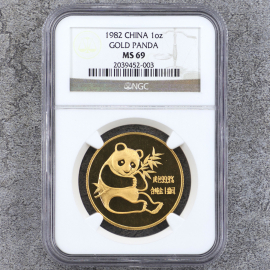 1982 CHINA 1oz
GOLD PANDA
MS 69
2039452-003
NGC